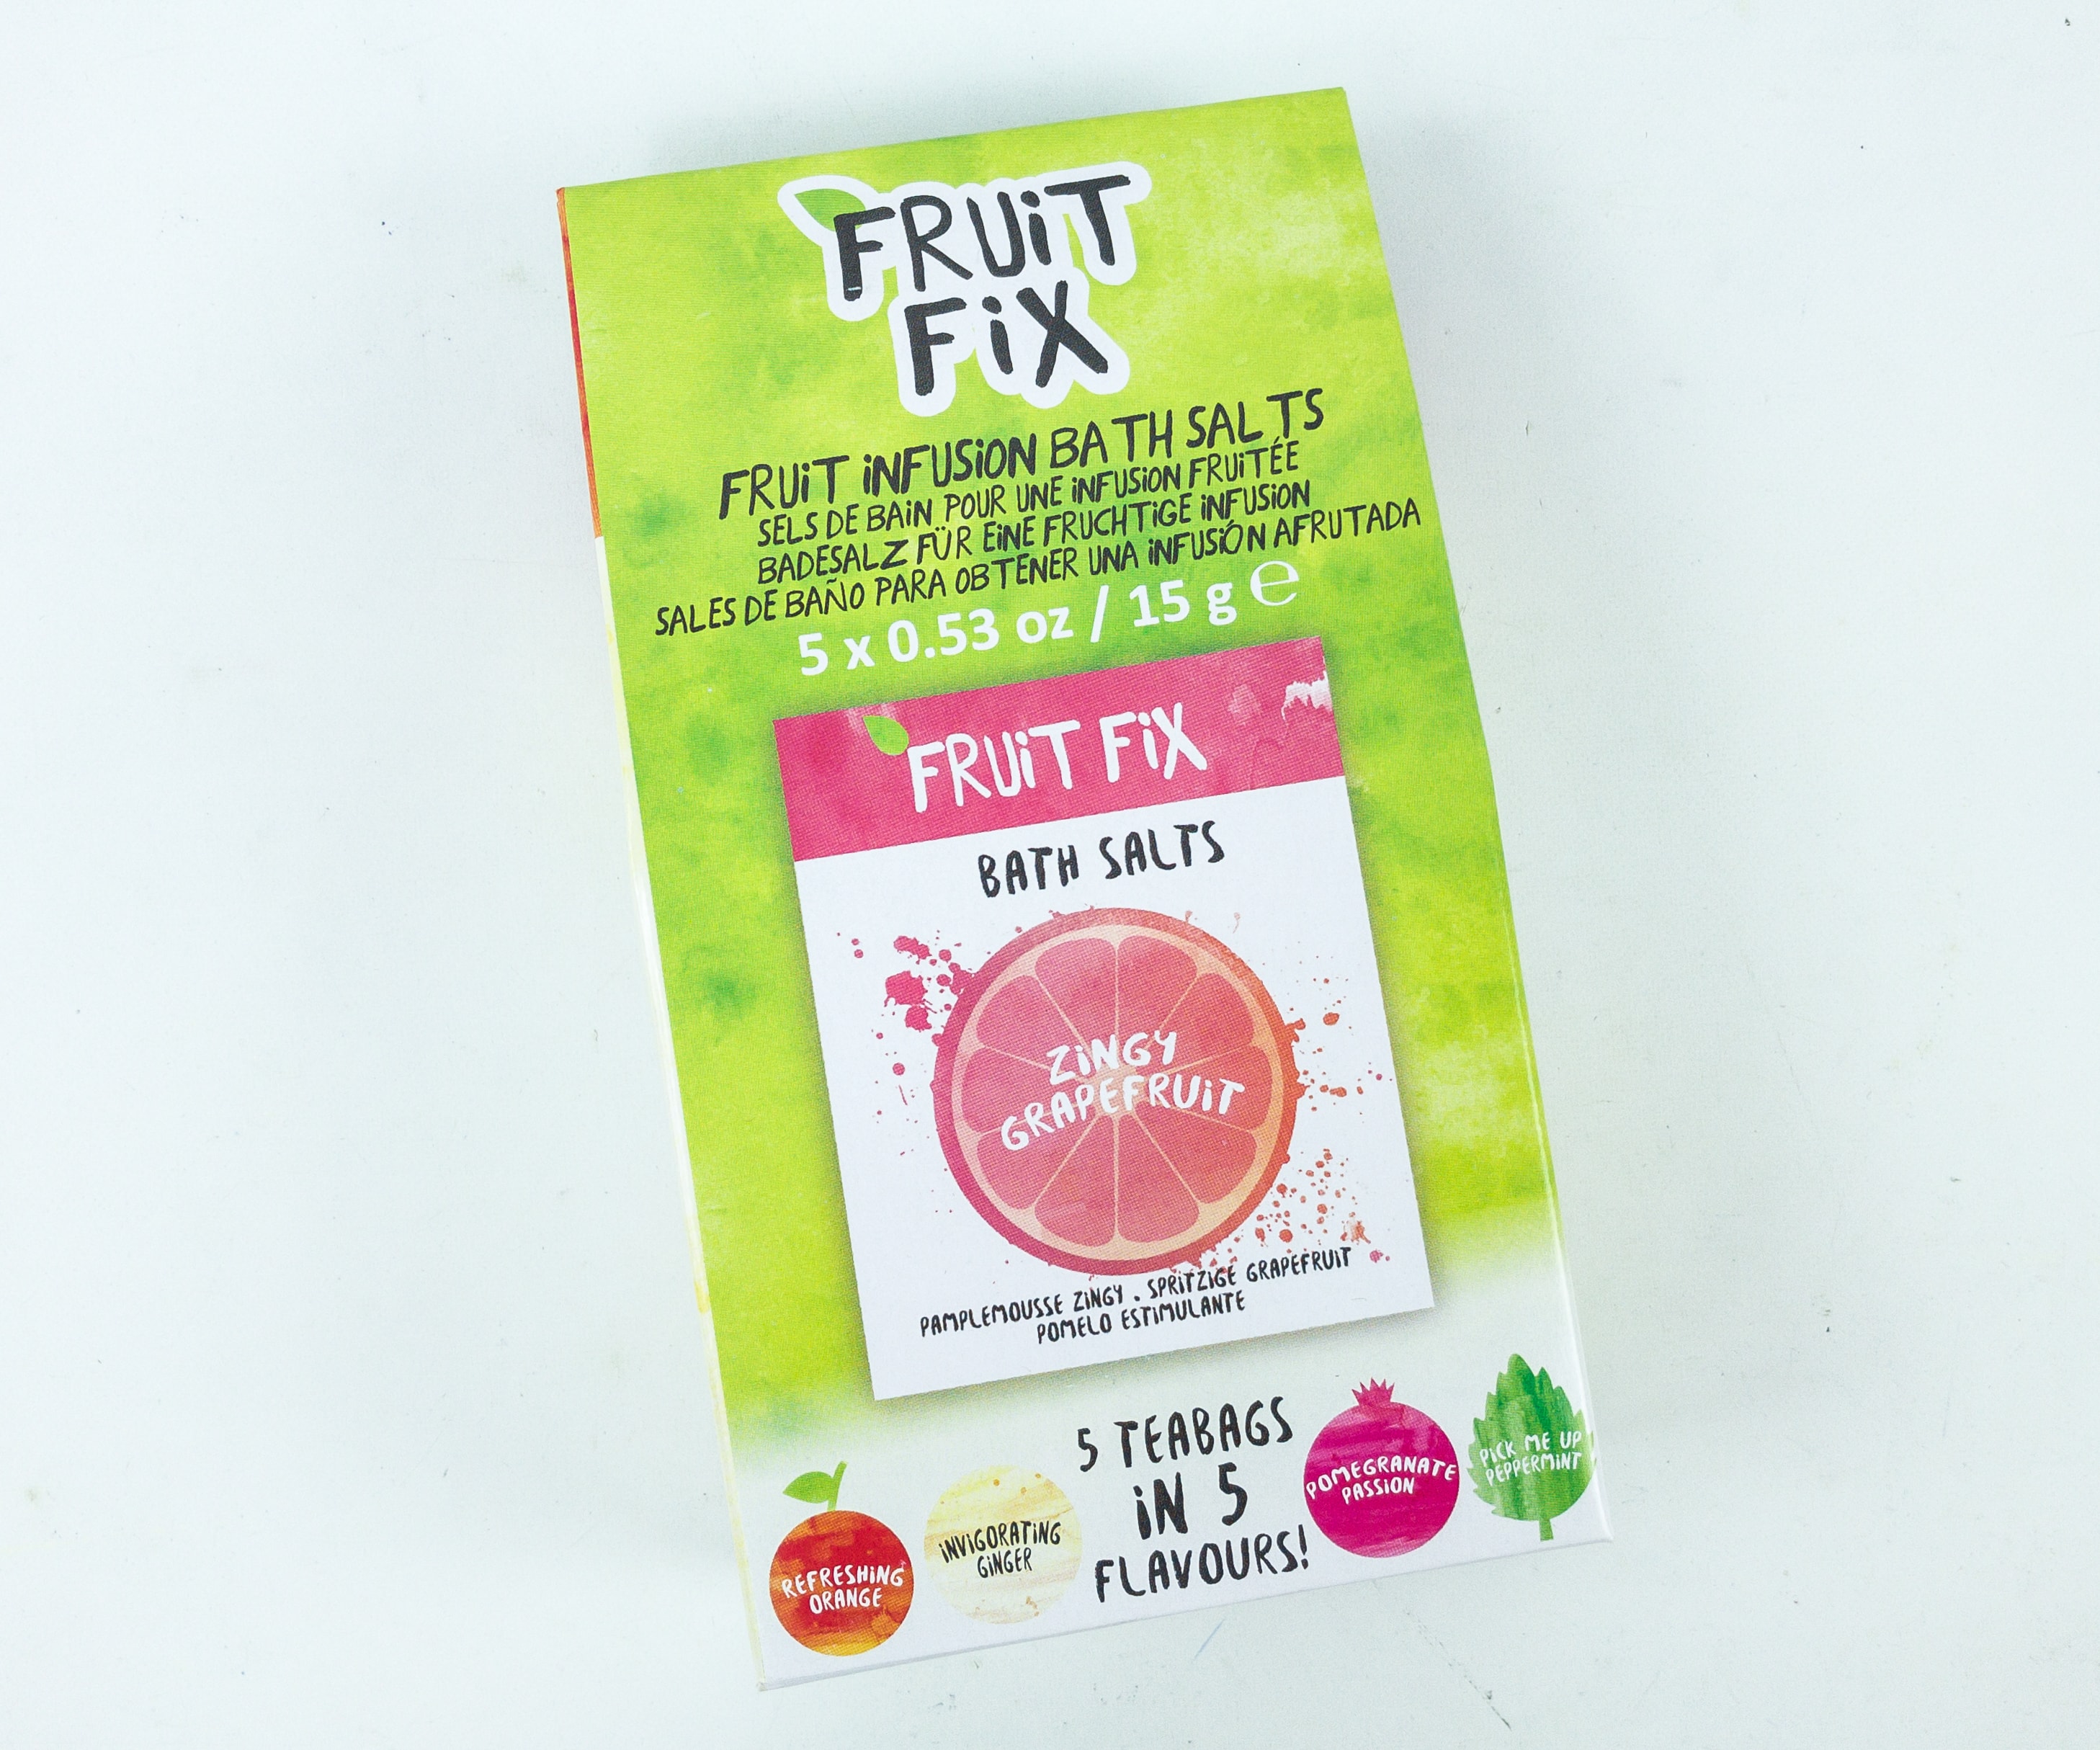 FRUiT
FiX
FRUiT iNFUSiON BATH SALTS
SELS DE BAiN POUR UNE iNFUSiON FRUiTÉE
BADESALZ FÜR EiNE FRUCHTiGE iNFUSiON
SALES DE BAÑO PARA OBTENER UNA iNFUSiÓN AFRUTADA
5 x 0.53 oz / 15 g ℮
FRUiT FiX
BATH SALTS
ZiNGY
GRAPEFRUiT
PAMPLEMOUSSE ZiNGY . SPRiTZiGE GRAPEFRUiT
POMELO ESTiMULANTE
5 TEABAGS
iN 5
FLAVOURS!
REFRESHiNG
ORANGE
iNViGORATiNG
GiNGER
POMEGRANATE
PASSiON
PiCK ME UP
PEPPERMiNT